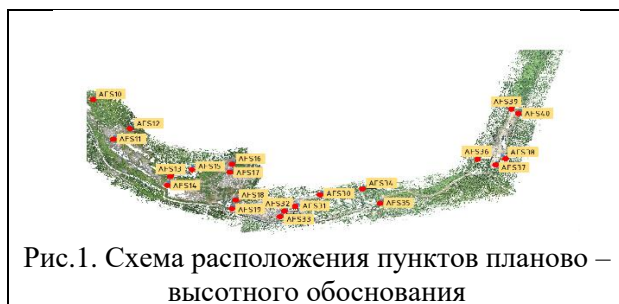 AFS10
AFS12
AFS11
AFS13
AFS15
AFS16
AFS17
AFS14
AFS18
AFS19
AFS32
AFS31
AFS33
AFS30
AFS34
AFS35
AFS36
AFS38
AFS37
AFS39
AFS40
Рис.1. Схема расположения пунктов планово –
высотного обоснования